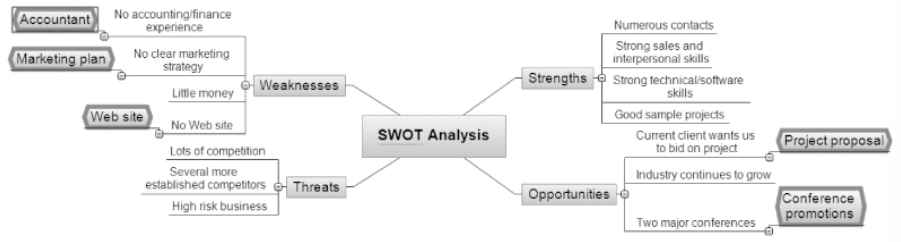 Accountant
No accounting/finance
experience
Marketing plan
No clear marketing
strategy
Little money
Web site
No Web site
Weaknesses
Lots of competition
Several more
established competitors
High risk business
Threats
SWOT Analysis
Strengths
Numerous contacts
Strong sales and
interpersonal skills
Strong technical/software
skills
Good sample projects
Opportunities
Current client wants us
to bid on project
Project proposal
Industry continues to grow
Two major conferences
Conference
promotions